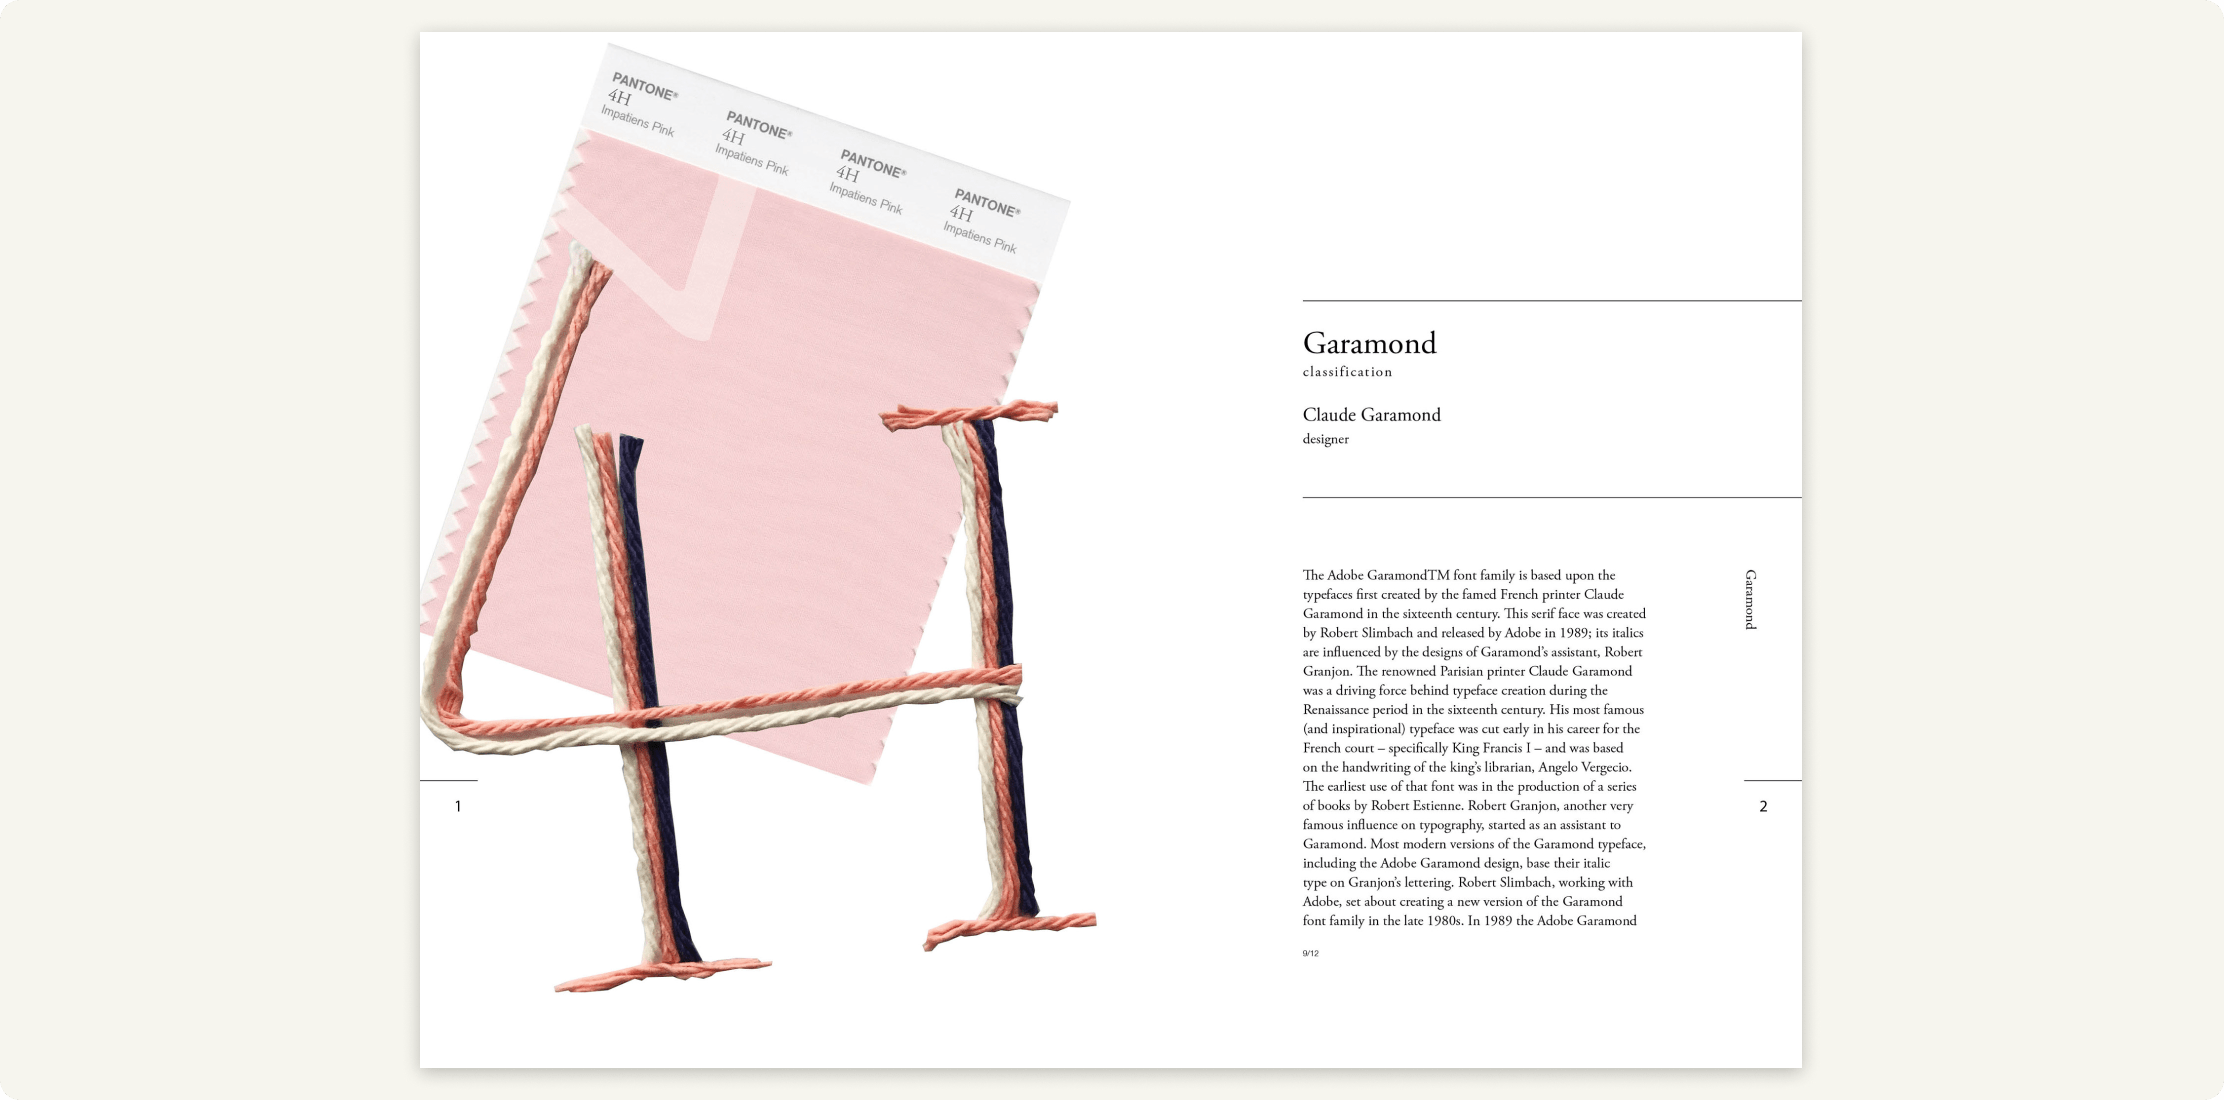 PANTONE®
4H
Impatiens Pink
PANTONE®
4H
Impatiens Pink
PANTONE®
4H
Impatiens Pink
PANTONE®
4H
Impatiens Pink
1
Garamond
classification
Claude Garamond
designer
The Adobe GaramondTM font family is based upon the
typefaces first created by the famed French printer Claude
Garamond in the sixteenth century. This serif face was created
by Robert Slimbach and released by Adobe in 1989; its italics
are influenced by the designs of Garamond’s assistant, Robert
Granjon. The renowned Parisian printer Claude Garamond
was a driving force behind typeface creation during the
Renaissance period in the sixteenth century. His most famous
(and inspirational) typeface was cut early in his career for the
French court – specifically King Francis I – and was based
on the handwriting of the king’s librarian, Angelo Vergecio.
The earliest use of that font was in the production of a series
of books by Robert Estienne. Robert Granjon, another very
famous influence on typography, started as an assistant to
Garamond. Most modern versions of the Garamond typeface,
including the Adobe Garamond design, base their italic
type on Granjon’s lettering. Robert Slimbach, working with
Adobe, set about creating a new version of the Garamond
font family in the late 1980s. In 1989 the Adobe Garamond
9/12
Garamond
2